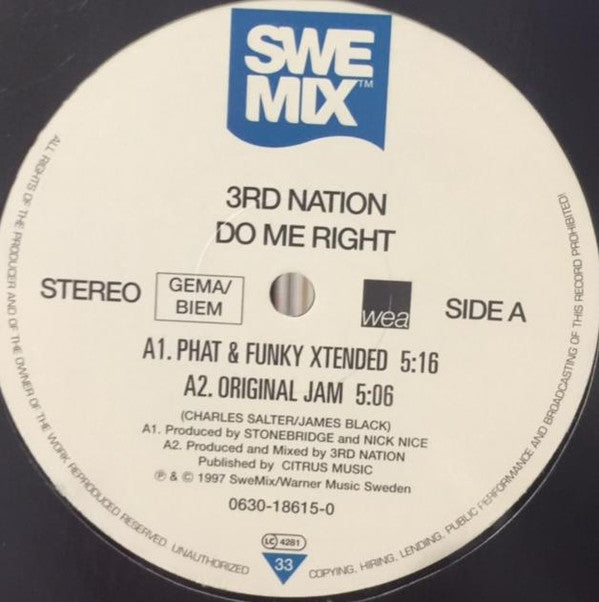 SWE
MIX™
3RD NATION
DO ME RIGHT
STEREO
GEMA/
BIEM
wea
SIDE A
A1. PHAT & FUNKY XTENDED 5:16
A2. ORIGINAL JAM 5:06
(CHARLES SALTER/JAMES BLACK)
A1. Produced by STONEBRIDGE and NICK NICE
A2. Produced and Mixed by 3RD NATION
Published by CITRUS MUSIC
℗ & © 1997 SweMix/Warner Music Sweden
0630-18615-0
LC 4281
33
ALL RIGHTS OF THE PRODUCER AND OF THE OWNER OF THE WORK REPRODUCED RESERVED. UNAUTHORIZED COPYING, HIRING, LENDING, PUBLIC PERFORMANCE AND BROADCASTING OF THIS RECORD PROHIBITED!